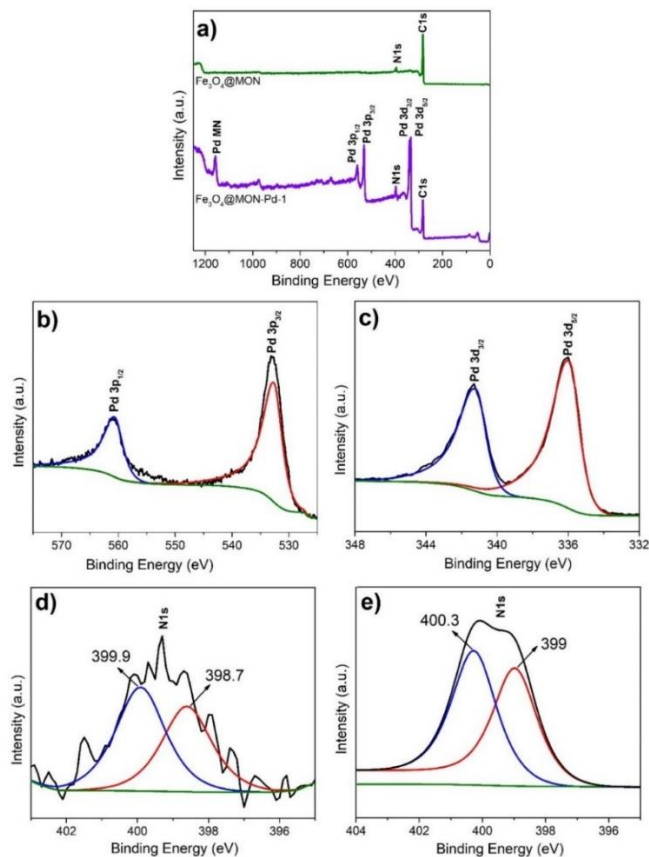 a)
C1s
N1s
Fe₃O₄@MON
Pd MN
Pd 3p₁/₂
Pd 3p₃/₂
Pd 3d₃/₂
Pd 3d₅/₂
N1s
C1s
Fe₃O₄@MON-Pd-1
Intensity (a.u.)
1200 1000 800 600 400 200 0
Binding Energy (eV)
b)
Pd 3p₁/₂
Pd 3p₃/₂
Intensity (a.u.)
570 560 550 540 530
Binding Energy (eV)
c)
Pd 3d₃/₂
Pd 3d₅/₂
Intensity (a.u.)
348 344 340 336 332
Binding Energy (eV)
d)
N1s
399.9
398.7
Intensity (a.u.)
402 400 398 396
Binding Energy (eV)
e)
N1s
400.3
399
Intensity (a.u.)
404 402 400 398 396
Binding Energy (eV)